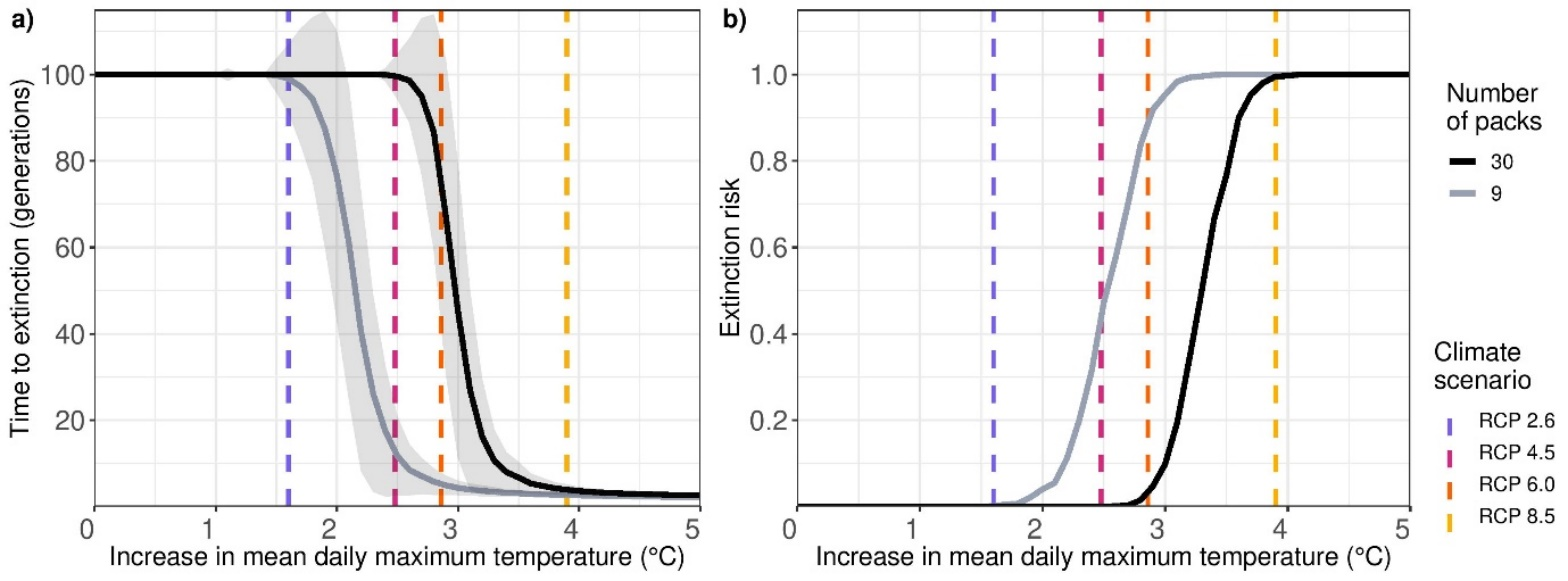 a)
Time to extinction (generations)
100
80
60
40
20
0 1 2 3 4 5
Increase in mean daily maximum temperature (°C)
b)
Extinction risk
1.0
0.8
0.6
0.4
0.2
0 1 2 3 4 5
Increase in mean daily maximum temperature (°C)
Number
of packs
30
9
Climate
scenario
RCP 2.6
RCP 4.5
RCP 6.0
RCP 8.5